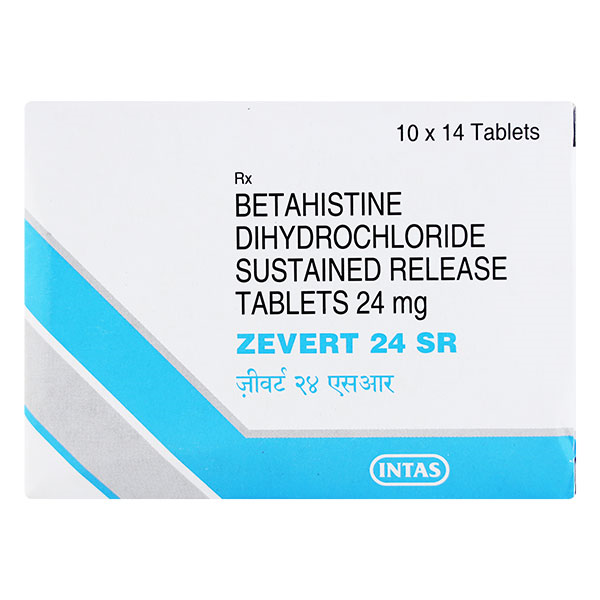 10 x 14 Tablets
Rx
BETAHISTINE
DIHYDROCHLORIDE
SUSTAINED RELEASE
TABLETS 24 mg
ZEVERT 24 SR
ज़ीवर्ट २४ एसआर
INTAS